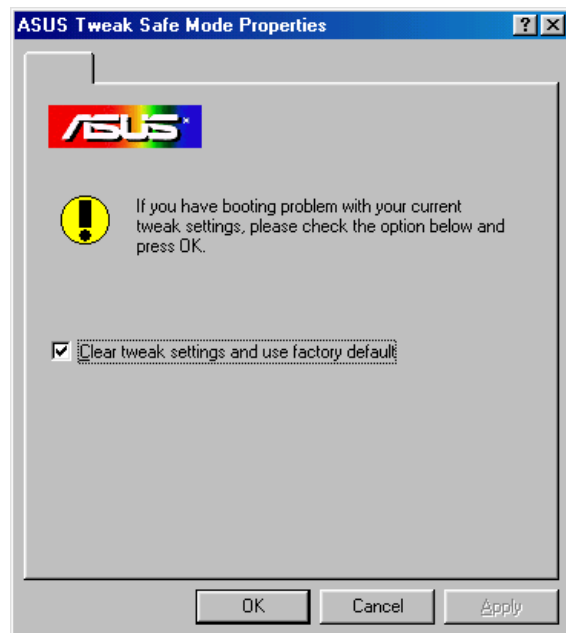 ASUS Tweak Safe Mode Properties
ASUS
If you have booting problem with your current
tweak settings, please check the option below and
press OK.
Clear tweak settings and use factory default
OK
Cancel
Apply